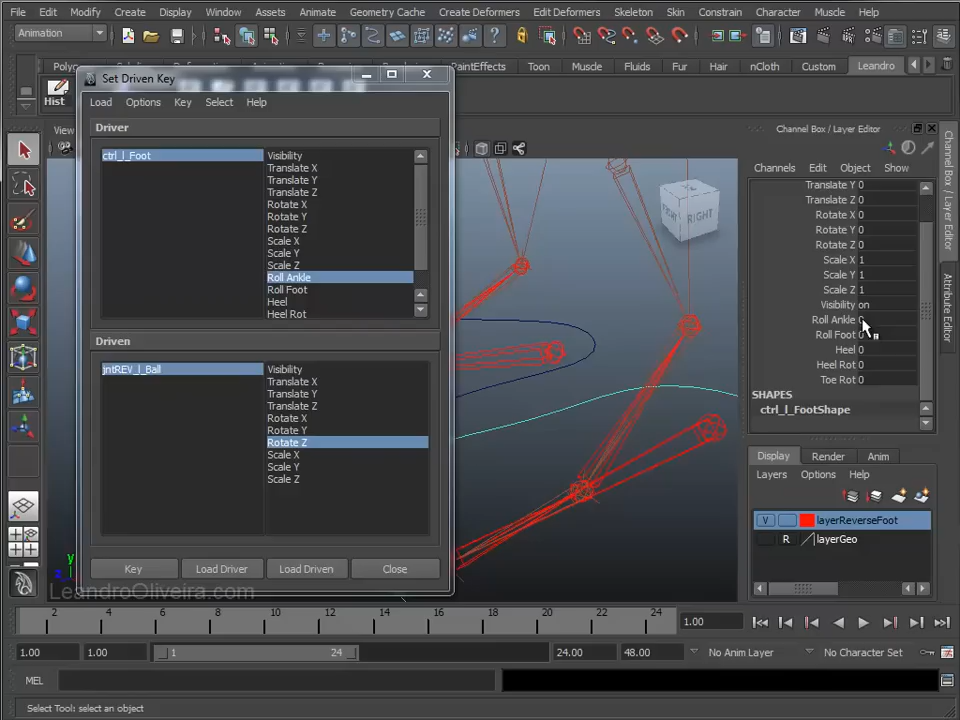 File Edit Modify Create Display Window Assets Animate Geometry Cache Create Deformers Edit Deformers Skeleton Skin Constrain Character Muscle Help
Animation
Polyc PaintEffects Toon Muscle Fluids Fur Hair nCloth Custom Leandro
Hist
View
Set Driven Key
Load Options Key Select Help
Driver
ctrl_l_Foot
Visibility
Translate X
Translate Y
Translate Z
Rotate X
Rotate Y
Rotate Z
Scale X
Scale Y
Scale Z
Roll Ankle
Roll Foot
Heel
Heel Rot
Driven
jntREV_l_Ball
Visibility
Translate X
Translate Y
Translate Z
Rotate X
Rotate Y
Rotate Z
Scale X
Scale Y
Scale Z
Key Load Driver Load Driven Close
RIGHT
Channel Box / Layer Editor
Channels Edit Object Show
Translate Y 0
Translate Z 0
Rotate X 0
Rotate Y 0
Rotate Z 0
Scale X 1
Scale Y 1
Scale Z 1
Visibility on
Roll Ankle 0
Roll Foot 0
Heel 0
Heel Rot 0
Toe Rot 0
SHAPES
ctrl_l_FootShape
Display Render Anim
Layers Options Help
V layerReverseFoot
R layerGeo
Channel Box / Layer Editor
Attribute Editor
y
z
LeandroOliveira.com
2 4 6 8 10 12 14 16 18 20 22 24 1.00
1.00 1.00 1 24 24.00 48.00 No Anim Layer No Character Set
MEL
Select Tool: select an object